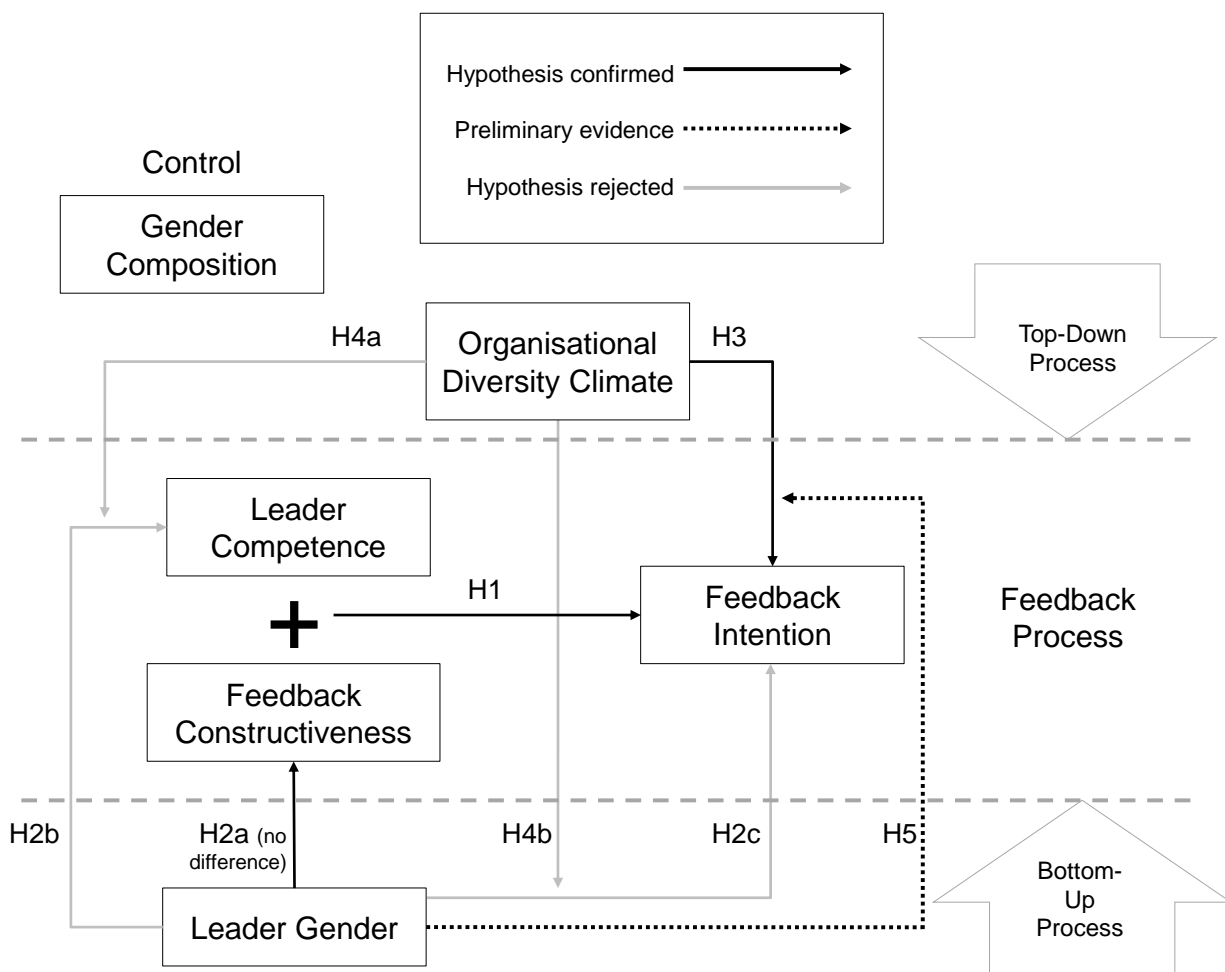 Hypothesis confirmed
Preliminary evidence
Hypothesis rejected
Control
Gender
Composition
H4a
Organisational
Diversity Climate
H3
Top-Down
Process
Leader
Competence
H1
+
Feedback
Intention
Feedback
Process
Feedback
Constructiveness
H2b
H2a (no
difference)
H4b
H2c
H5
Leader Gender
Bottom-
Up
Process